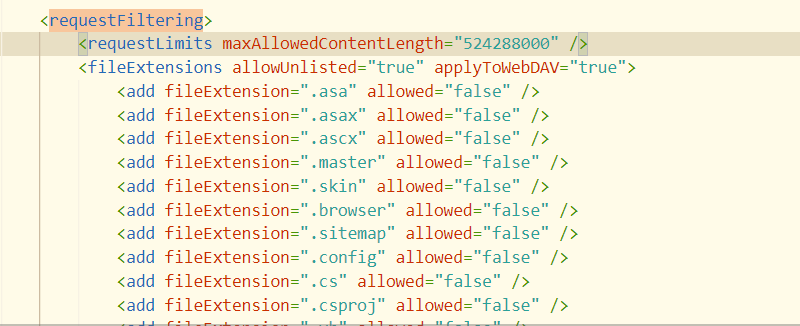 <requestFiltering>
<requestLimits maxAllowedContentLength="524288000" />
<fileExtensions allowUnlisted="true" applyToWebDAV="true">
<add fileExtension=".asa" allowed="false" />
<add fileExtension=".asax" allowed="false" />
<add fileExtension=".ascx" allowed="false" />
<add fileExtension=".master" allowed="false" />
<add fileExtension=".skin" allowed="false" />
<add fileExtension=".browser" allowed="false" />
<add fileExtension=".sitemap" allowed="false" />
<add fileExtension=".config" allowed="false" />
<add fileExtension=".cs" allowed="false" />
<add fileExtension=".csproj" allowed="false" />